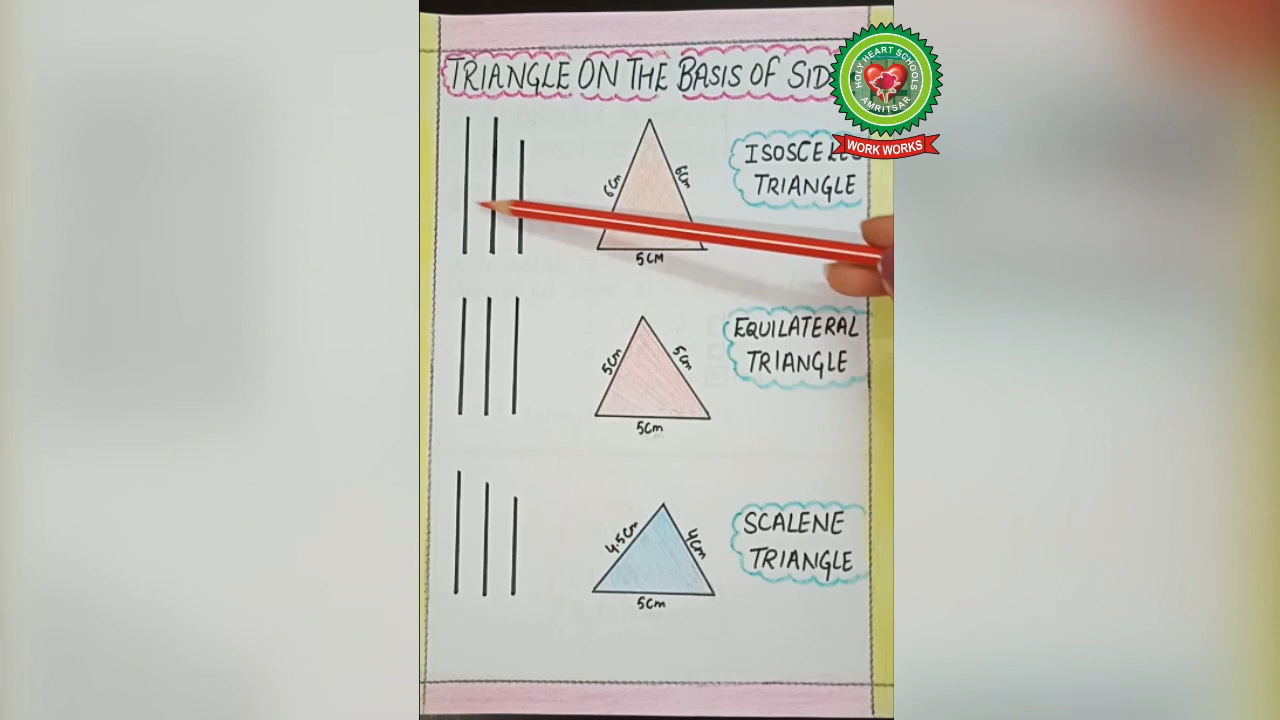 TRIANGLE ON THE BASIS OF SID
HOLY HEART SCHOOLS
AMRITSAR
WORK WORKS
6cm
6cm
5CM
ISOSCELE
TRIANGLE
5cm
5cm
5cm
EQUILATERAL
TRIANGLE
4.5cm
4cm
5cm
SCALENE
TRIANGLE